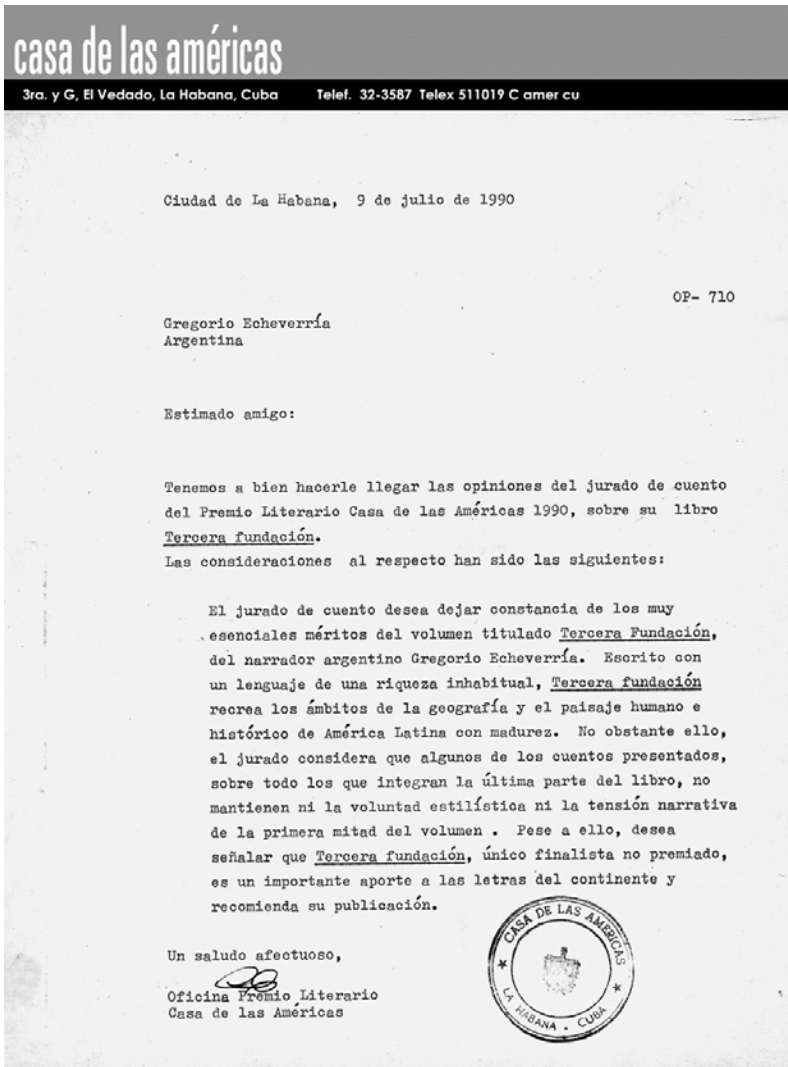 casa de las américas
3ra. y G, El Vedado, La Habana, Cuba Telef. 32-3587 Telex 511019 C amer cu
Ciudad de La Habana, 9 de julio de 1990
OP- 710
Gregorio Echeverría
Argentina
Estimado amigo:
Tenemos a bien hacerle llegar las opiniones del jurado de cuento
del Premio Literario Casa de las Américas 1990, sobre su libro
Tercera fundación.
Las consideraciones al respecto han sido las siguientes:
El jurado de cuento desea dejar constancia de los muy
esenciales méritos del volumen titulado Tercera Fundación,
del narrador argentino Gregorio Echeverría. Escrito con
un lenguaje de una riqueza inhabitual, Tercera fundación
recrea los ámbitos de la geografía y el paisaje humano e
histórico de América Latina con madurez. No obstante ello,
el jurado considera que algunos de los cuentos presentados,
sobre todo los que integran la última parte del libro, no
mantienen ni la voluntad estilística ni la tensión narrativa
de la primera mitad del volumen . Pese a ello, desea
señalar que Tercera fundación, único finalista no premiado,
es un importante aporte a las letras del continente y
recomienda su publicación.
Un saludo afectuoso,
Oficina Premio Literario
Casa de las Américas
CASA DE LAS AMERICAS
LA HABANA . CUBA